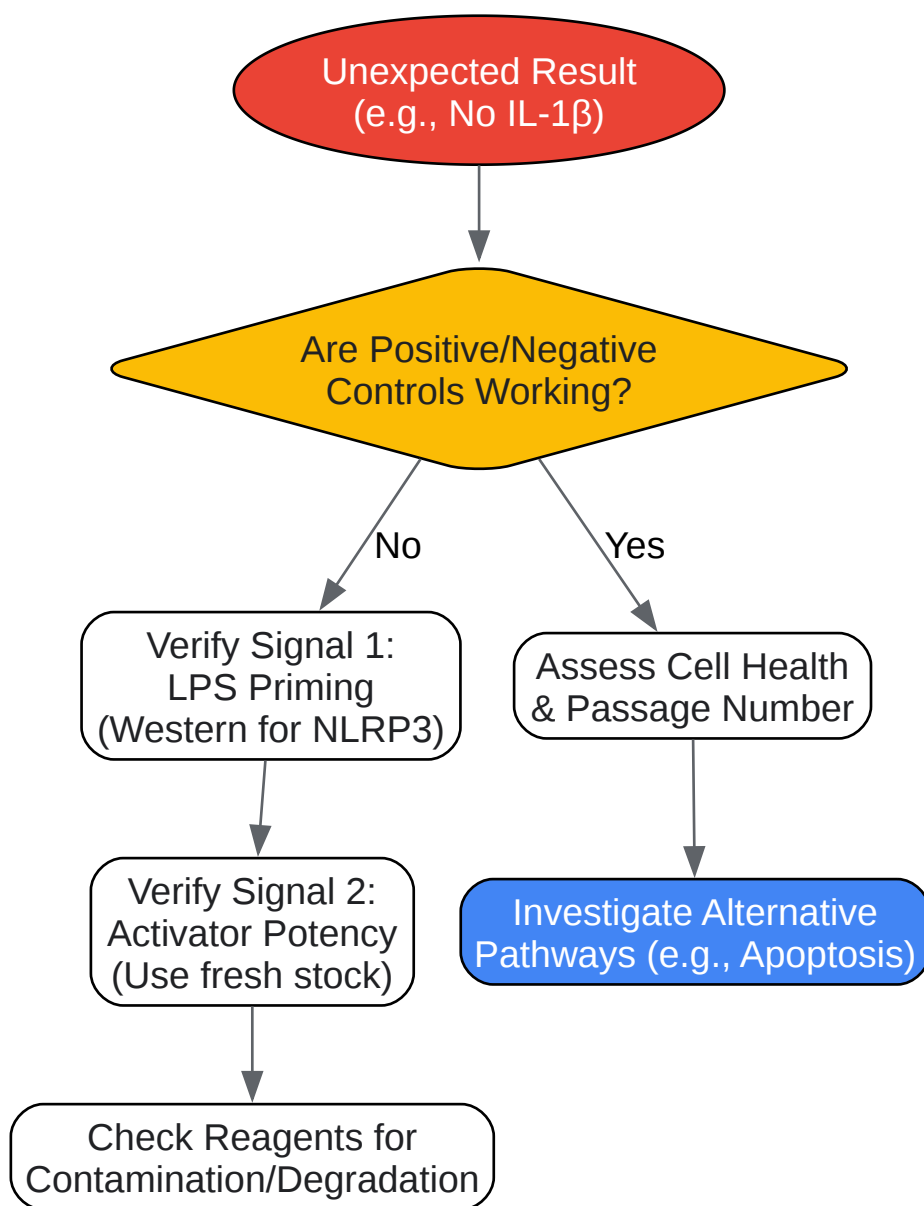 Unexpected Result
(e.g., No IL-1β)
Are Positive/Negative
Controls Working?
No
Yes
Verify Signal 1:
LPS Priming
(Western for NLRP3)
Assess Cell Health
& Passage Number
Verify Signal 2:
Activator Potency
(Use fresh stock)
Investigate Alternative
Pathways (e.g., Apoptosis)
Check Reagents for
Contamination/Degradation